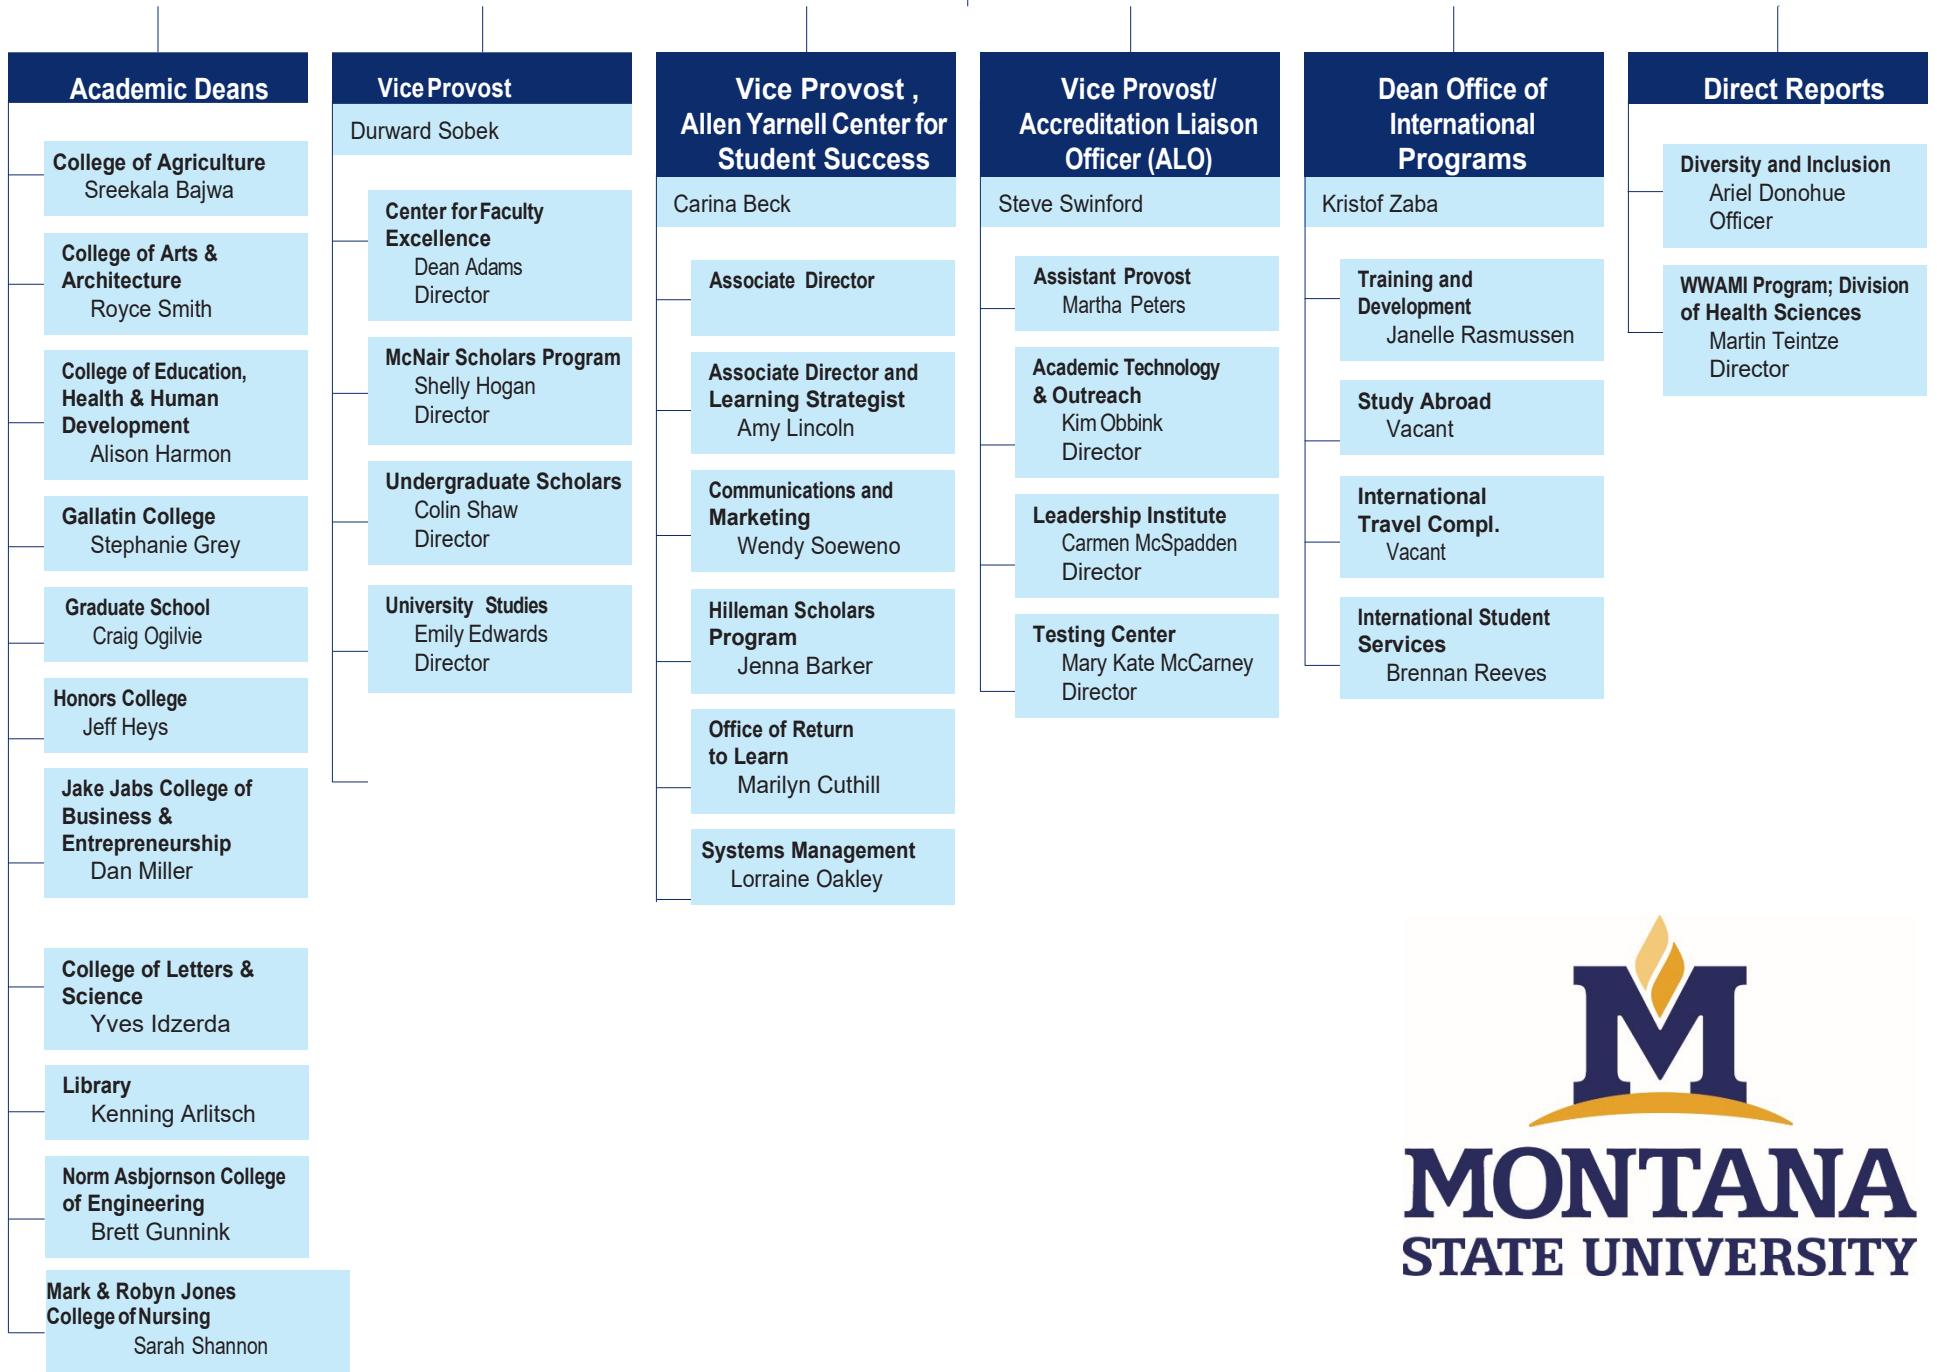 Academic Deans
College of Agriculture
Sreekala Bajwa
College of Arts &
Architecture
Royce Smith
College of Education,
Health & Human
Development
Alison Harmon
Gallatin College
Stephanie Grey
Graduate School
Craig Ogilvie
Honors College
Jeff Heys
Jake Jabs College of
Business &
Entrepreneurship
Dan Miller
College of Letters &
Science
Yves Idzerda
Library
Kenning Arlitsch
Norm Asbjornson College
of Engineering
Brett Gunnink
Mark & Robyn Jones
College of Nursing
Sarah Shannon
Vice Provost
Durward Sobek
Center for Faculty
Excellence
Dean Adams
Director
McNair Scholars Program
Shelly Hogan
Director
Undergraduate Scholars
Colin Shaw
Director
University Studies
Emily Edwards
Director
Vice Provost ,
Allen Yarnell Center for
Student Success
Carina Beck
Associate Director
Associate Director and
Learning Strategist
Amy Lincoln
Communications and
Marketing
Wendy Soeweno
Hilleman Scholars
Program
Jenna Barker
Office of Return
to Learn
Marilyn Cuthill
Systems Management
Lorraine Oakley
Vice Provost/
Accreditation Liaison
Officer (ALO)
Steve Swinford
Assistant Provost
Martha Peters
Academic Technology
& Outreach
Kim Obbink
Director
Leadership Institute
Carmen McSpadden
Director
Testing Center
Mary Kate McCarney
Director
Dean Office of
International
Programs
Kristof Zaba
Training and
Development
Janelle Rasmussen
Study Abroad
Vacant
International
Travel Compl.
Vacant
International Student
Services
Brennan Reeves
Direct Reports
Diversity and Inclusion
Ariel Donohue
Officer
WWAMI Program; Division
of Health Sciences
Martin Teintze
Director
M
MONTANA
STATE UNIVERSITY